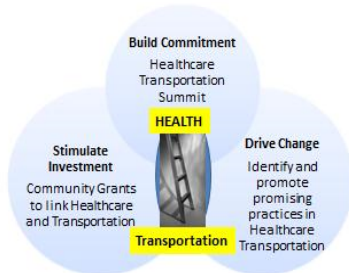 Build Commitment
Healthcare
Transportation
Summit
HEALTH
Stimulate
Investment
Community Grants
to link Healthcare
and Transportation
Drive Change
Identify and
promote
promising
practices in
Healthcare
Transportation
Transportation